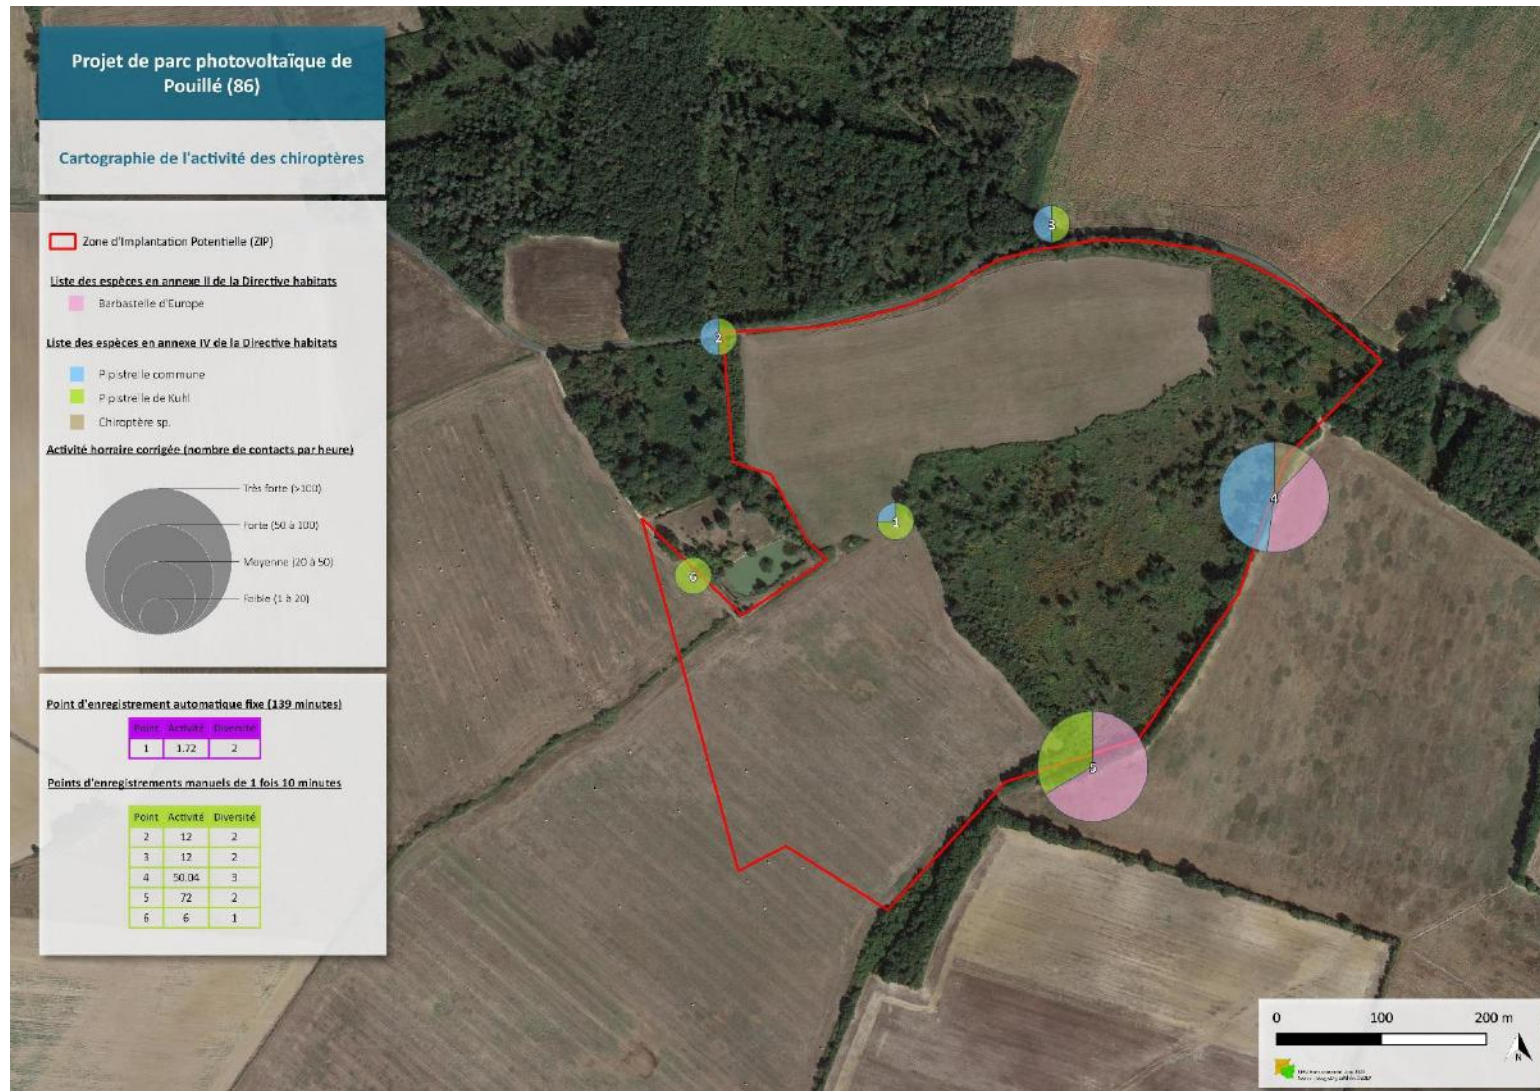 Projet de parc photovoltaïque de
Pouillé (86)
Cartographie de l'activité des chiroptères
Zone d'Implantation Potentielle (ZIP)
Liste des espèces en annexe II de la Directive habitats
Barbastelle d'Europe
Liste des espèces en annexe IV de la Directive habitats
Pipistrelle commune
Pipistrelle de Kuhl
Chiroptère sp.
Activité horaire corrigée (nombre de contacts par heure)
Très forte (>100)
Forte (50 à 100)
Moyenne (20 à 50)
Faible (1 à 20)
Point d'enregistrement automatique fixe (139 minutes)
Point Activité Diversité
1 1.72 2
Points d'enregistrements manuels de 1 fois 10 minutes
Point Activité Diversité
2 12 2
3 12 2
4 50.04 3
5 72 2
6 6 1
3
2
4
1
6
5
0 100 200 m
N